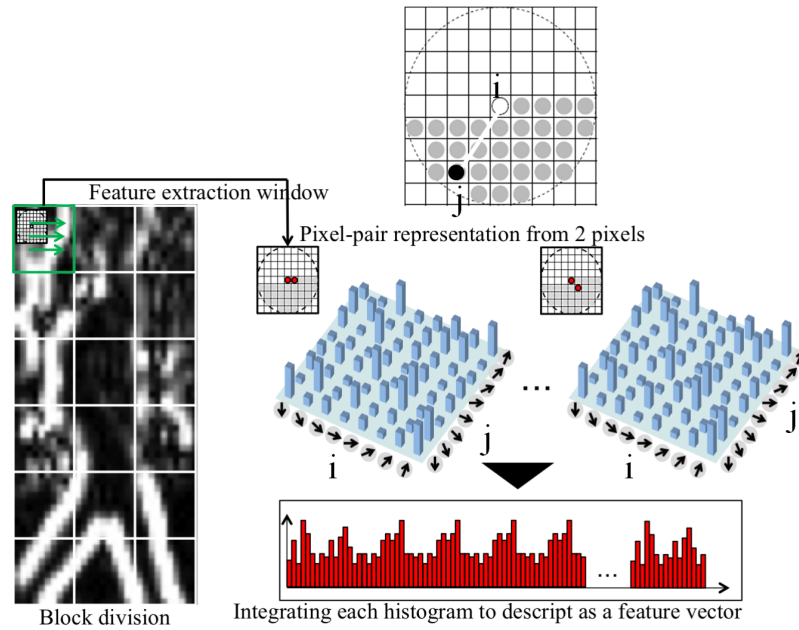 i
j
Feature extraction window
Pixel-pair representation from 2 pixels
...
j
j
i
i
...
Block division
Integrating each histogram to descript as a feature vector